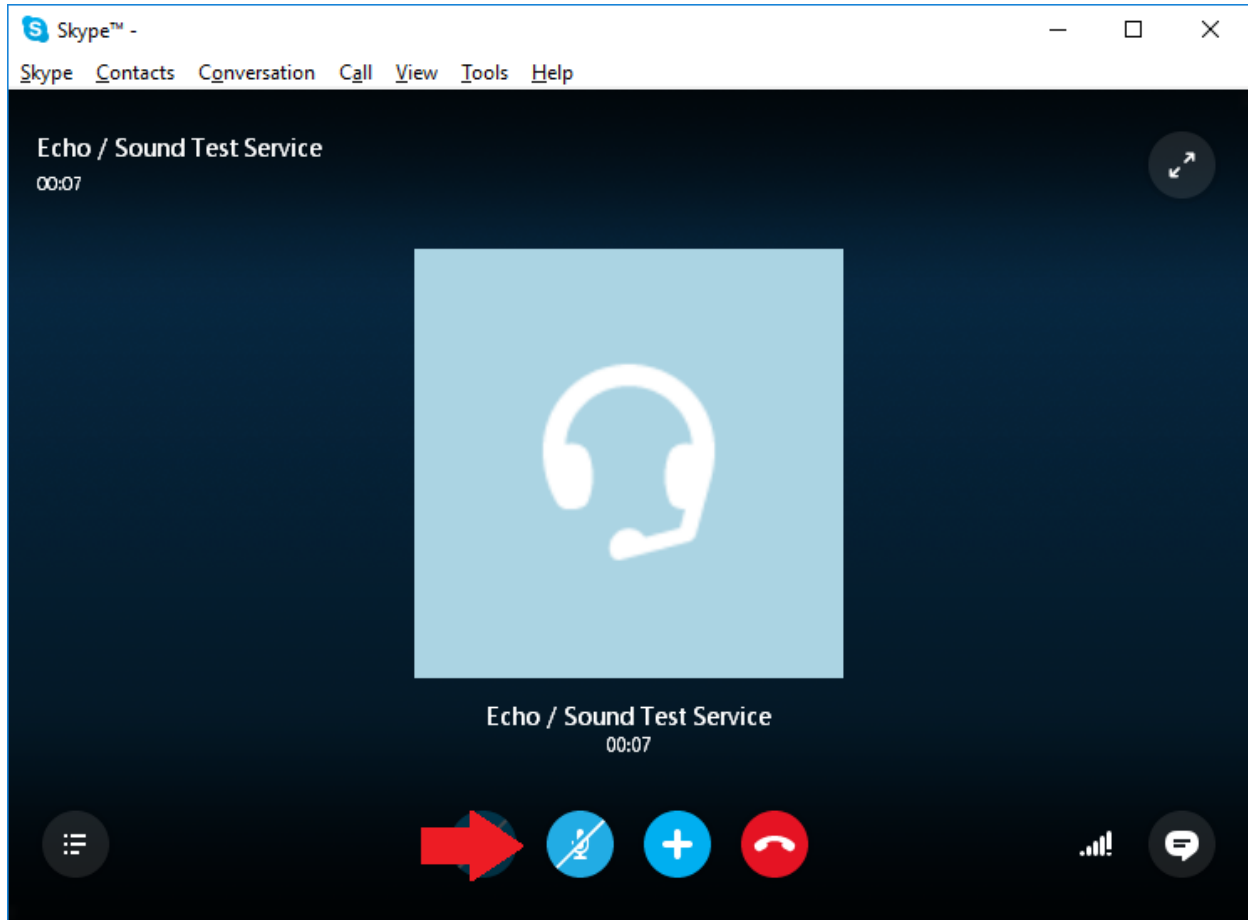 Skype™ -
Skype Contacts Conversation Call View Tools Help
Echo / Sound Test Service
00:07
Echo / Sound Test Service
00:07